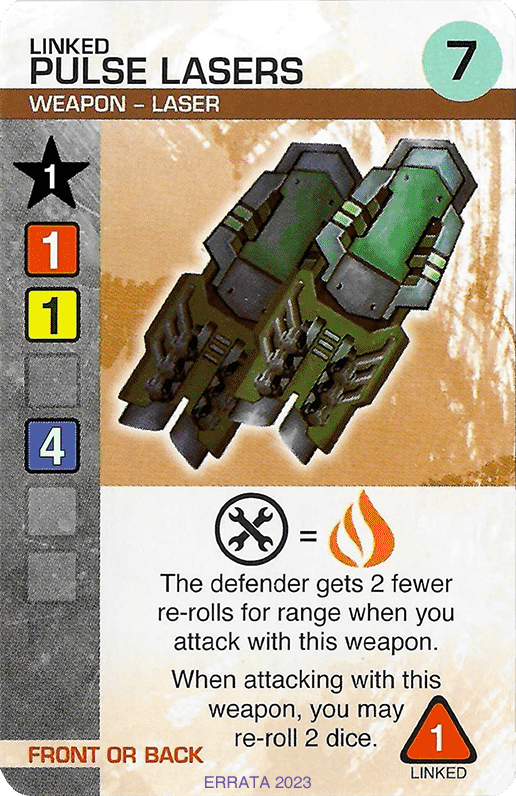 LINKED
PULSE LASERS
7
WEAPON – LASER
1
1
1
4
=
The defender gets 2 fewer
re-rolls for range when you
attack with this weapon.
When attacking with this
weapon, you may
re-roll 2 dice.
1
LINKED
FRONT OR BACK
ERRATA 2023